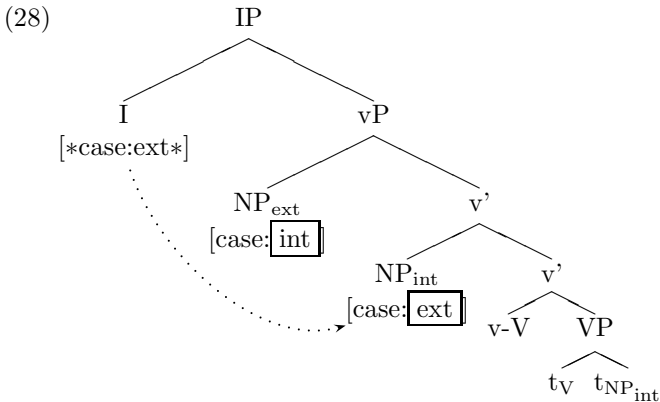 (28) IP
I vP
[∗case:ext∗]
NPext v’
[case: int ]
NPint v’
[case: ext ] v-V VP
tV tNPint